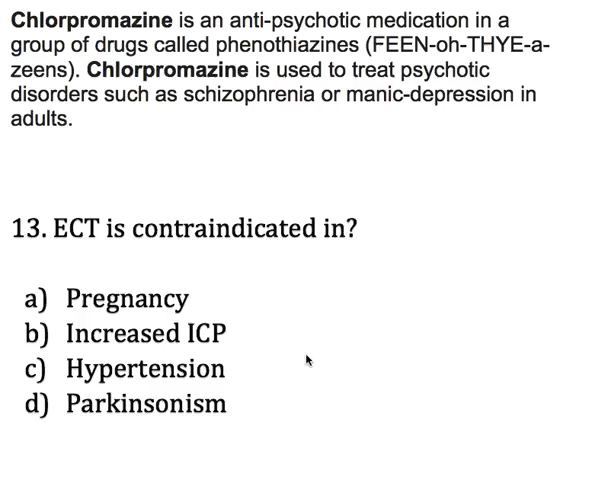 Chlorpromazine is an anti-psychotic medication in a
group of drugs called phenothiazines (FEEN-oh-THYE-a-
zeens). Chlorpromazine is used to treat psychotic
disorders such as schizophrenia or manic-depression in
adults.
13. ECT is contraindicated in?
a) Pregnancy
b) Increased ICP
c) Hypertension
d) Parkinsonism